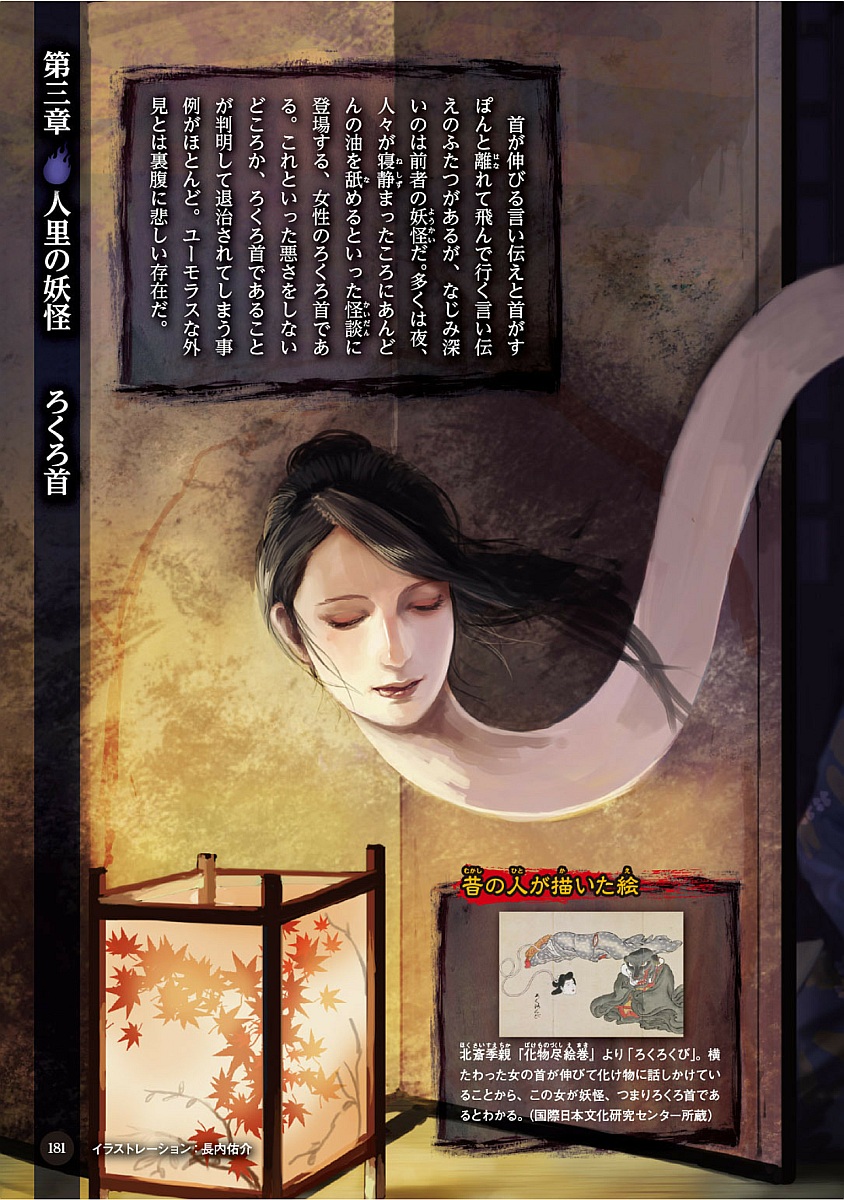 第三章 人里の妖怪 ろくろ首
首が伸びる言い伝えと首がす
ぽんと離れて飛んで行く言い伝
えのふたつがあるが、なじみ深
いのは前者の妖怪だ。多くは夜、
人々が寝静まったころにあんど
んの油を舐めるといった怪談に
登場する、女性のろくろ首であ
る。これといった悪さをしない
どころか、ろくろ首であること
が判明して退治されてしまう事
例がほとんど。ユーモラスな外
見とは裏腹に悲しい存在だ。
昔の人が描いた絵
北斎季親『化物尽絵巻』より「ろくろくび」。横
たわった女の首が伸びて化け物に話しかけてい
ることから、この女が妖怪、つまりろくろ首であ
るとわかる。(国際日本文化研究センター所蔵)
181
イラストレーション:長内佑介